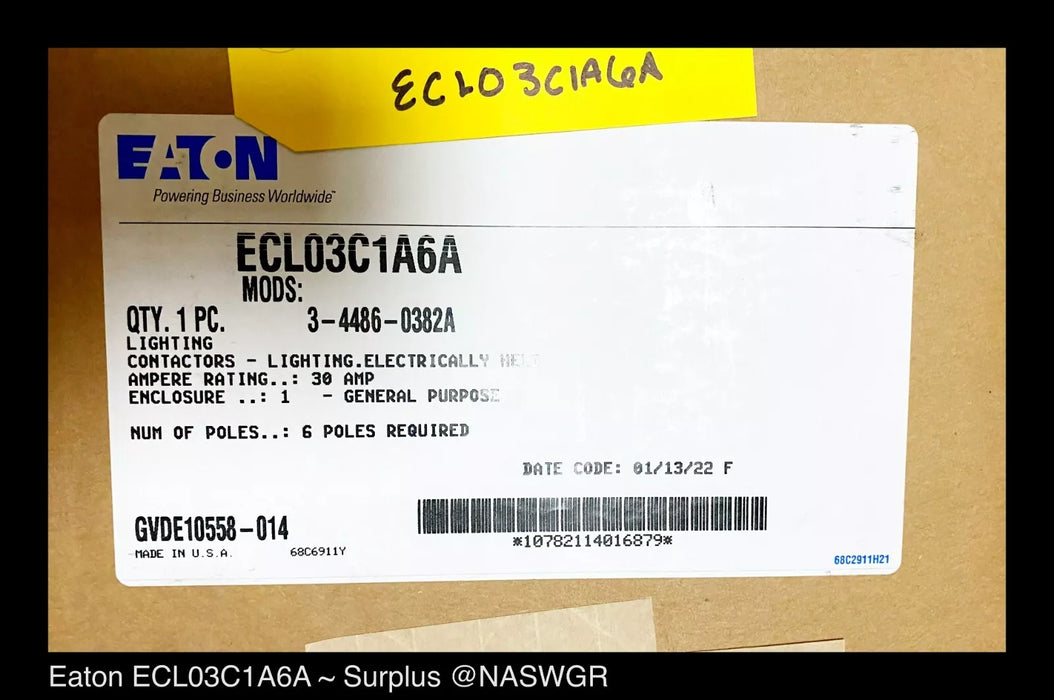 ECL03C1A6A
EATON
Powering Business Worldwide™
ECL03C1A6A
MODS:
QTY. 1 PC. 3-4486-0382A
LIGHTING
CONTACTORS - LIGHTING.ELECTRICALLY
AMPERE RATING..: 30 AMP
ENCLOSURE ..: 1 - GENERAL PURPOSE
NUM OF POLES..: 6 POLES REQUIRED
DATE CODE: 01/13/22 F
*10782114016879*
GVDE10558-014
MADE IN U.S.A. 68C6911Y
68C2911H21
Eaton ECL03C1A6A ~ Surplus @NASWGR